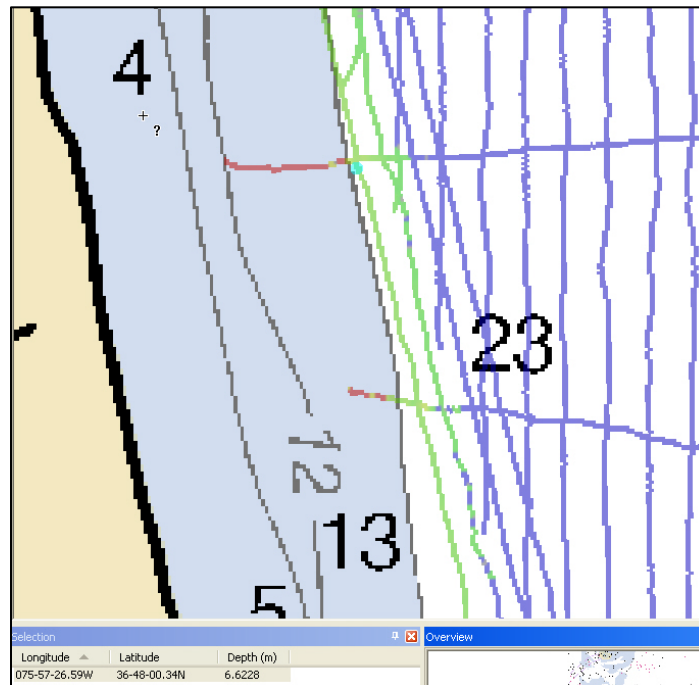 4
?
23
12
13
5
Selection
Overview
Longitude Latitude Depth (m)
075-57-26.59W 36-48-00.34N 6.6228